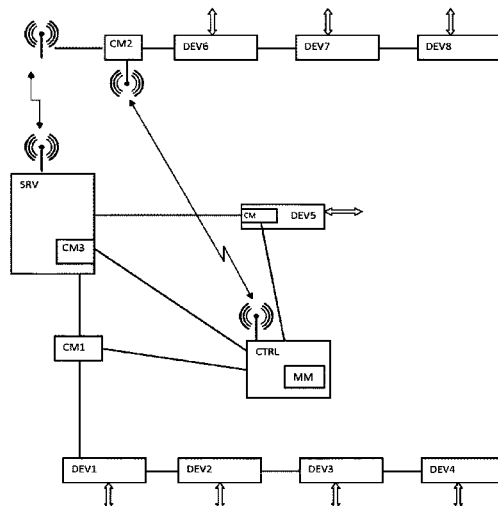 CM2
DEV6
DEV7
DEV8
SRV
CM
DEV5
CM3
CTRL
CM1
MM
DEV1
DEV2
DEV3
DEV4